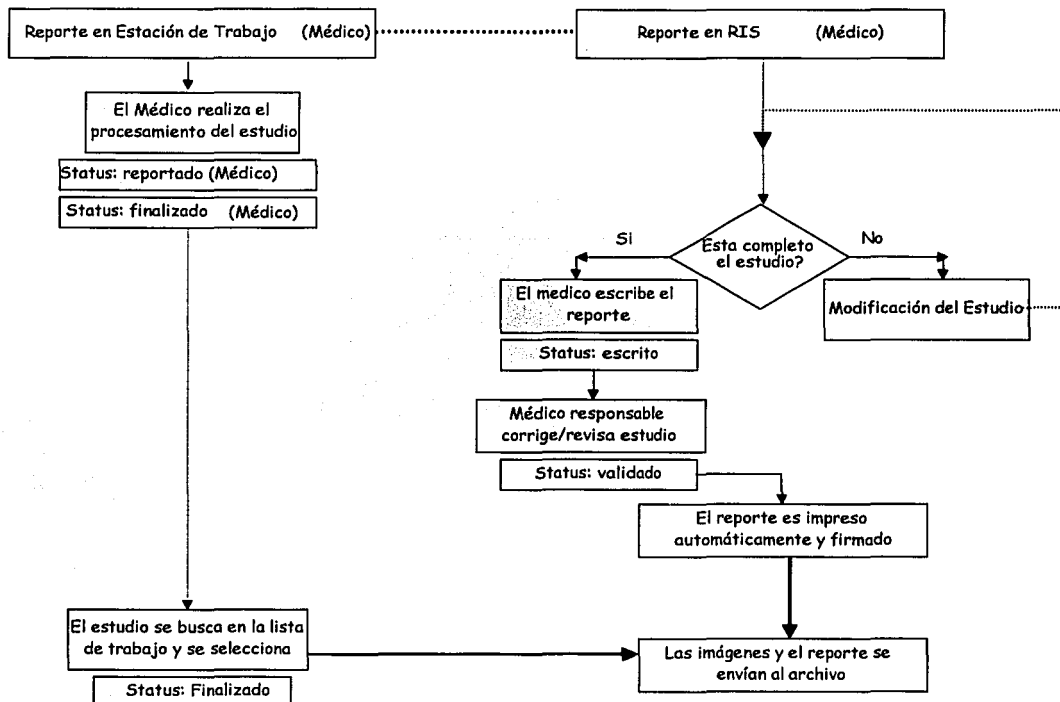 Reporte en Estación de Trabajo (Médico)
Reporte en RIS (Médico)
El Médico realiza el
procesamiento del estudio
Status: reportado (Médico)
Status: finalizado (Médico)
Esta completo
el estudio?
Si
No
El medico escribe el
reporte
Modificación del Estudio
Status: escrito
Médico responsable
corrige/revisa estudio
Status: validado
El reporte es impreso
automáticamente y firmado
El estudio se busca en la lista
de trabajo y se selecciona
Status: Finalizado
Las imágenes y el reporte se
envían al archivo